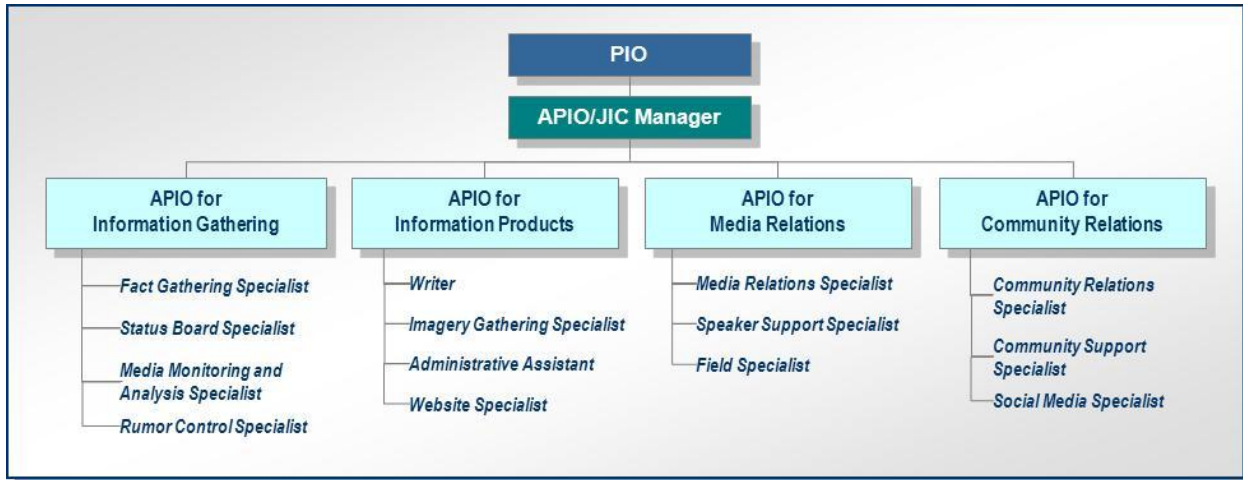 PIO
APIO/JIC Manager
APIO for
Information Gathering
Fact Gathering Specialist
Status Board Specialist
Media Monitoring and
Analysis Specialist
Rumor Control Specialist
APIO for
Information Products
Writer
Imagery Gathering Specialist
Administrative Assistant
Website Specialist
APIO for
Media Relations
Media Relations Specialist
Speaker Support Specialist
Field Specialist
APIO for
Community Relations
Community Relations
Specialist
Community Support
Specialist
Social Media Specialist